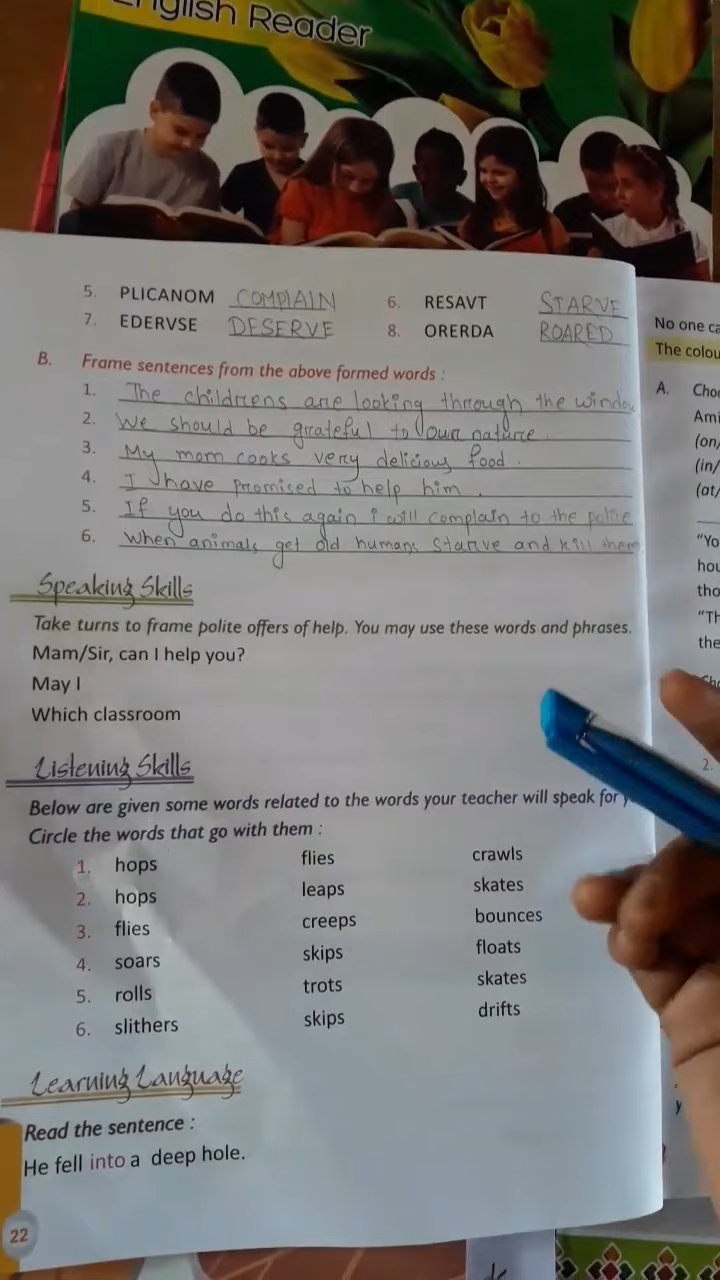 English Reader
5. PLICANOM COMPLAIN 6. RESAVT STARVE
7. EDERVSE DESERVE 8. ORERDA ROARED
B. Frame sentences from the above formed words :
1. The childrens are looking through the window
2. We should be grateful to our nature
3. My mom cooks very delicious food.
4. I have promised to help him.
5. If you do this again i will complain to the police
6. When animals get old humans starve and kill them
Speaking Skills
Take turns to frame polite offers of help. You may use these words and phrases.
Mam/Sir, can I help you?
May I
Which classroom
Listening Skills
Below are given some words related to the words your teacher will speak for
Circle the words that go with them :
1. hops flies crawls
2. hops leaps skates
3. flies creeps bounces
4. soars skips floats
5. rolls trots skates
6. slithers skips drifts
Learning Language
Read the sentence :
He fell into a deep hole.
22
No one ca
The colou
A. Choo
Ami
(on/
(in/
(at/
"Yo
hou
tho
"Th
the
2.